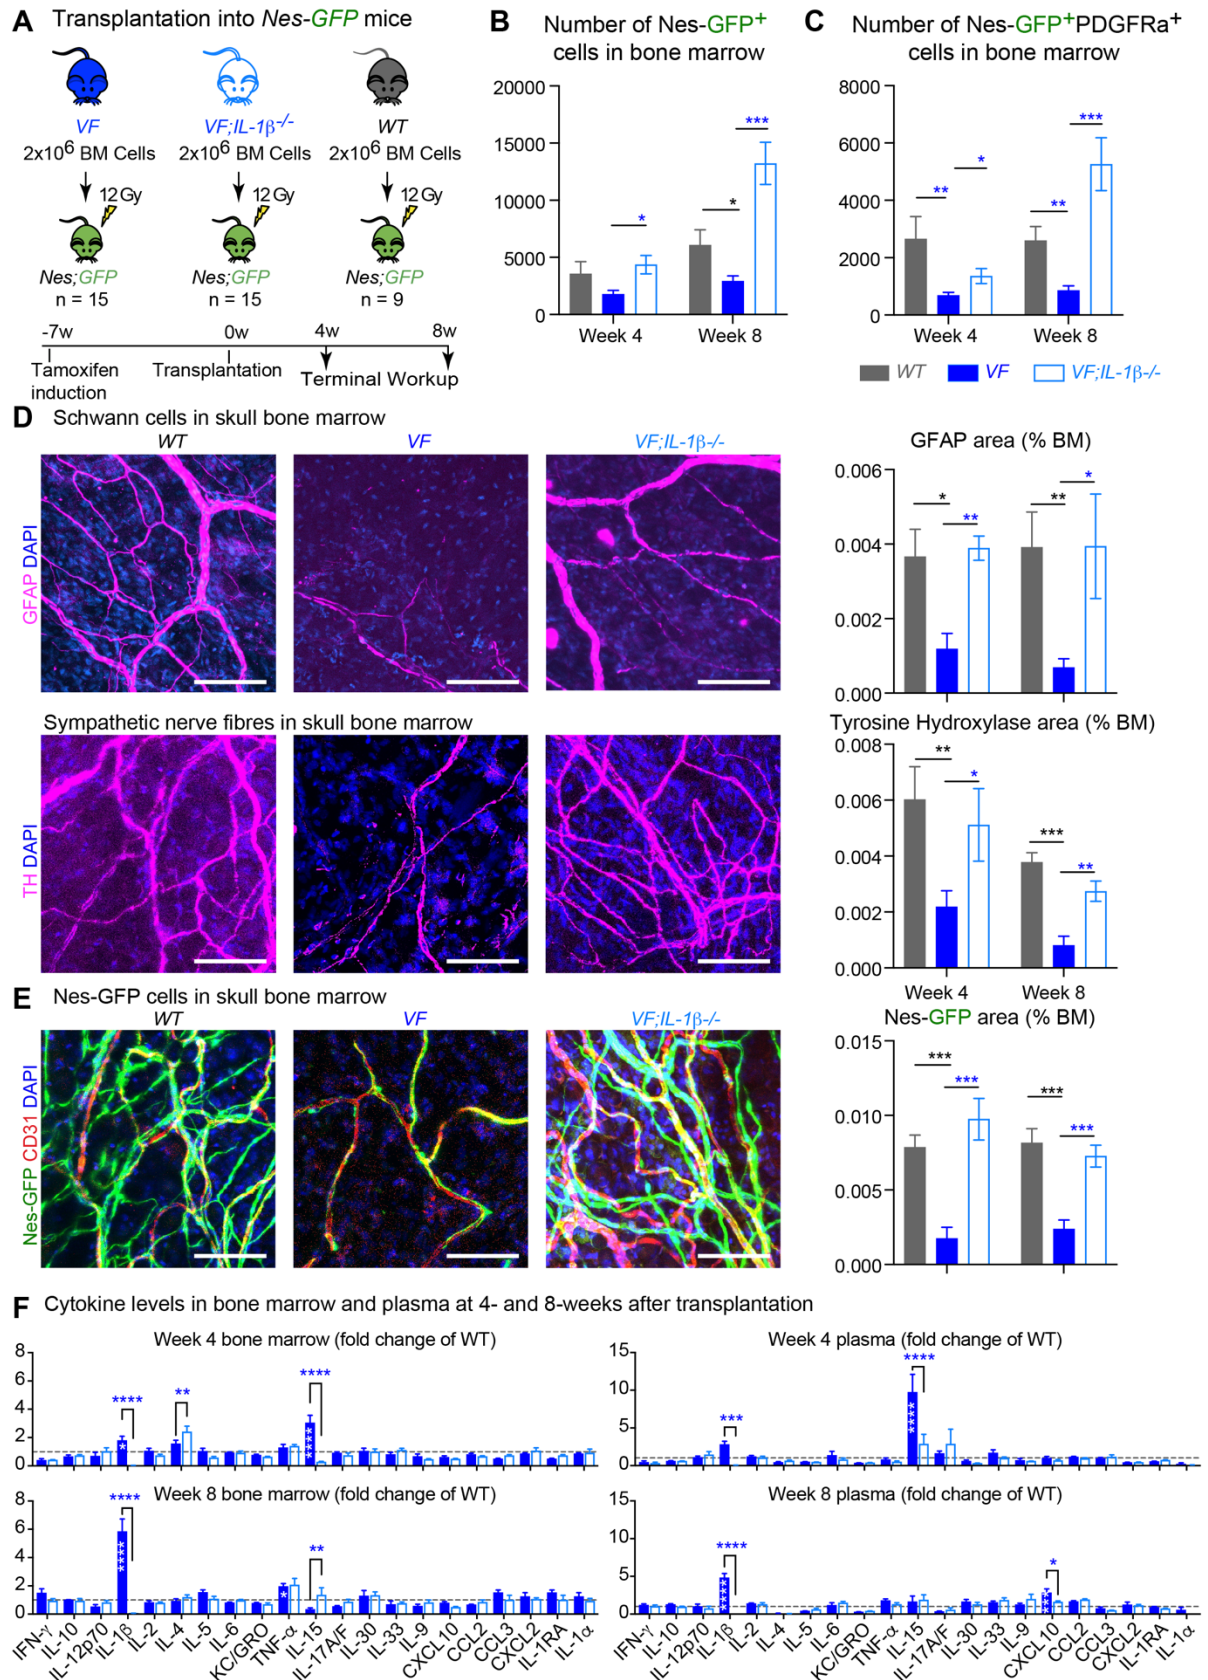 A Transplantation into Nes-GFP mice
VF
VF;IL-1β-/-
WT
2x10⁶ BM Cells
2x10⁶ BM Cells
2x10⁶ BM Cells
12Gy
12Gy
12Gy
Nes;GFP
Nes;GFP
Nes;GFP
n = 15
n = 15
n = 9
-7w
0w
4w
8w
Tamoxifen
induction
Transplantation
Terminal Workup
B Number of Nes-GFP⁺
cells in bone marrow
20000
15000
10000
5000
0
*
*
***
Week 4
Week 8
C Number of Nes-GFP⁺PDGFRa⁺
cells in bone marrow
8000
6000
4000
2000
0
**
*
**
***
Week 4
Week 8
WT
VF
VF;IL-1β-/-
D Schwann cells in skull bone marrow
WT
VF
VF;IL-1β-/-
GFAP DAPI
GFAP area (% BM)
0.006
0.004
0.002
0.000
*
**
**
*
Sympathetic nerve fibres in skull bone marrow
TH DAPI
Tyrosine Hydroxylase area (% BM)
0.008
0.006
0.004
0.002
0.000
**
*
***
**
Week 4
Week 8
E Nes-GFP cells in skull bone marrow
WT
VF
VF;IL-1β-/-
Nes-GFP CD31 DAPI
Nes-GFP area (% BM)
0.015
0.010
0.005
0.000
***
***
***
***
F Cytokine levels in bone marrow and plasma at 4- and 8-weeks after transplantation
Week 4 bone marrow (fold change of WT)
8
6
4
2
0
****
*
**
****
****
Week 4 plasma (fold change of WT)
15
10
5
0
***
****
****
Week 8 bone marrow (fold change of WT)
8
6
4
2
0
****
****
*
**
IFN-γ
IL-10
IL-12p70
IL-1β
IL-2
IL-4
IL-5
IL-6
KC/GRO
TNF-α
IL-15
IL-17A/F
IL-30
IL-33
IL-9
CXCL10
CCL2
CCL3
CXCL2
IL-1RA
IL-1α
Week 8 plasma (fold change of WT)
15
10
5
0
****
*
IFN-γ
IL-10
IL-12p70
IL-1β
IL-2
IL-4
IL-5
IL-6
KC/GRO
TNF-α
IL-15
IL-17A/F
IL-30
IL-33
IL-9
CXCL10
CCL2
CCL3
CXCL2
IL-1RA
IL-1α